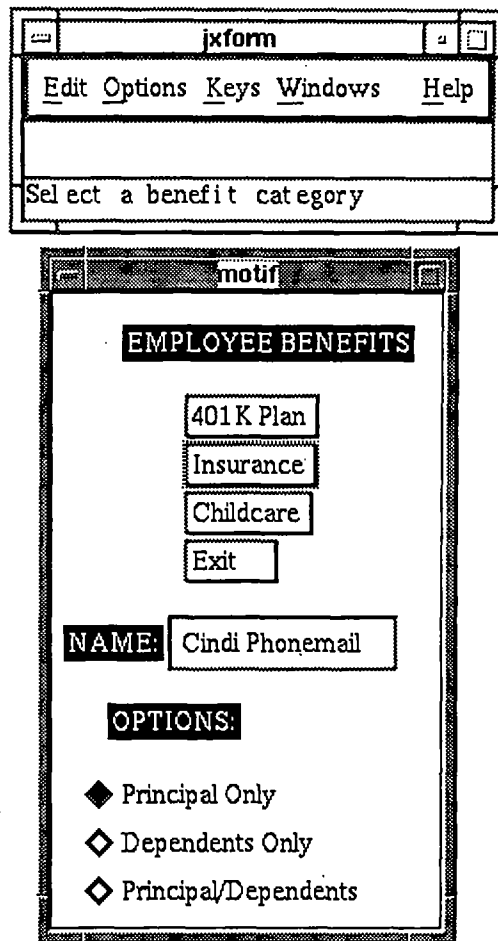 jxform
Edit Options Keys Windows Help
Select a benefit category
motif
EMPLOYEE BENEFITS
401K Plan
Insurance
Childcare
Exit
NAME: Cindi Phonemail
OPTIONS:
Principal Only
Dependents Only
Principal/Dependents